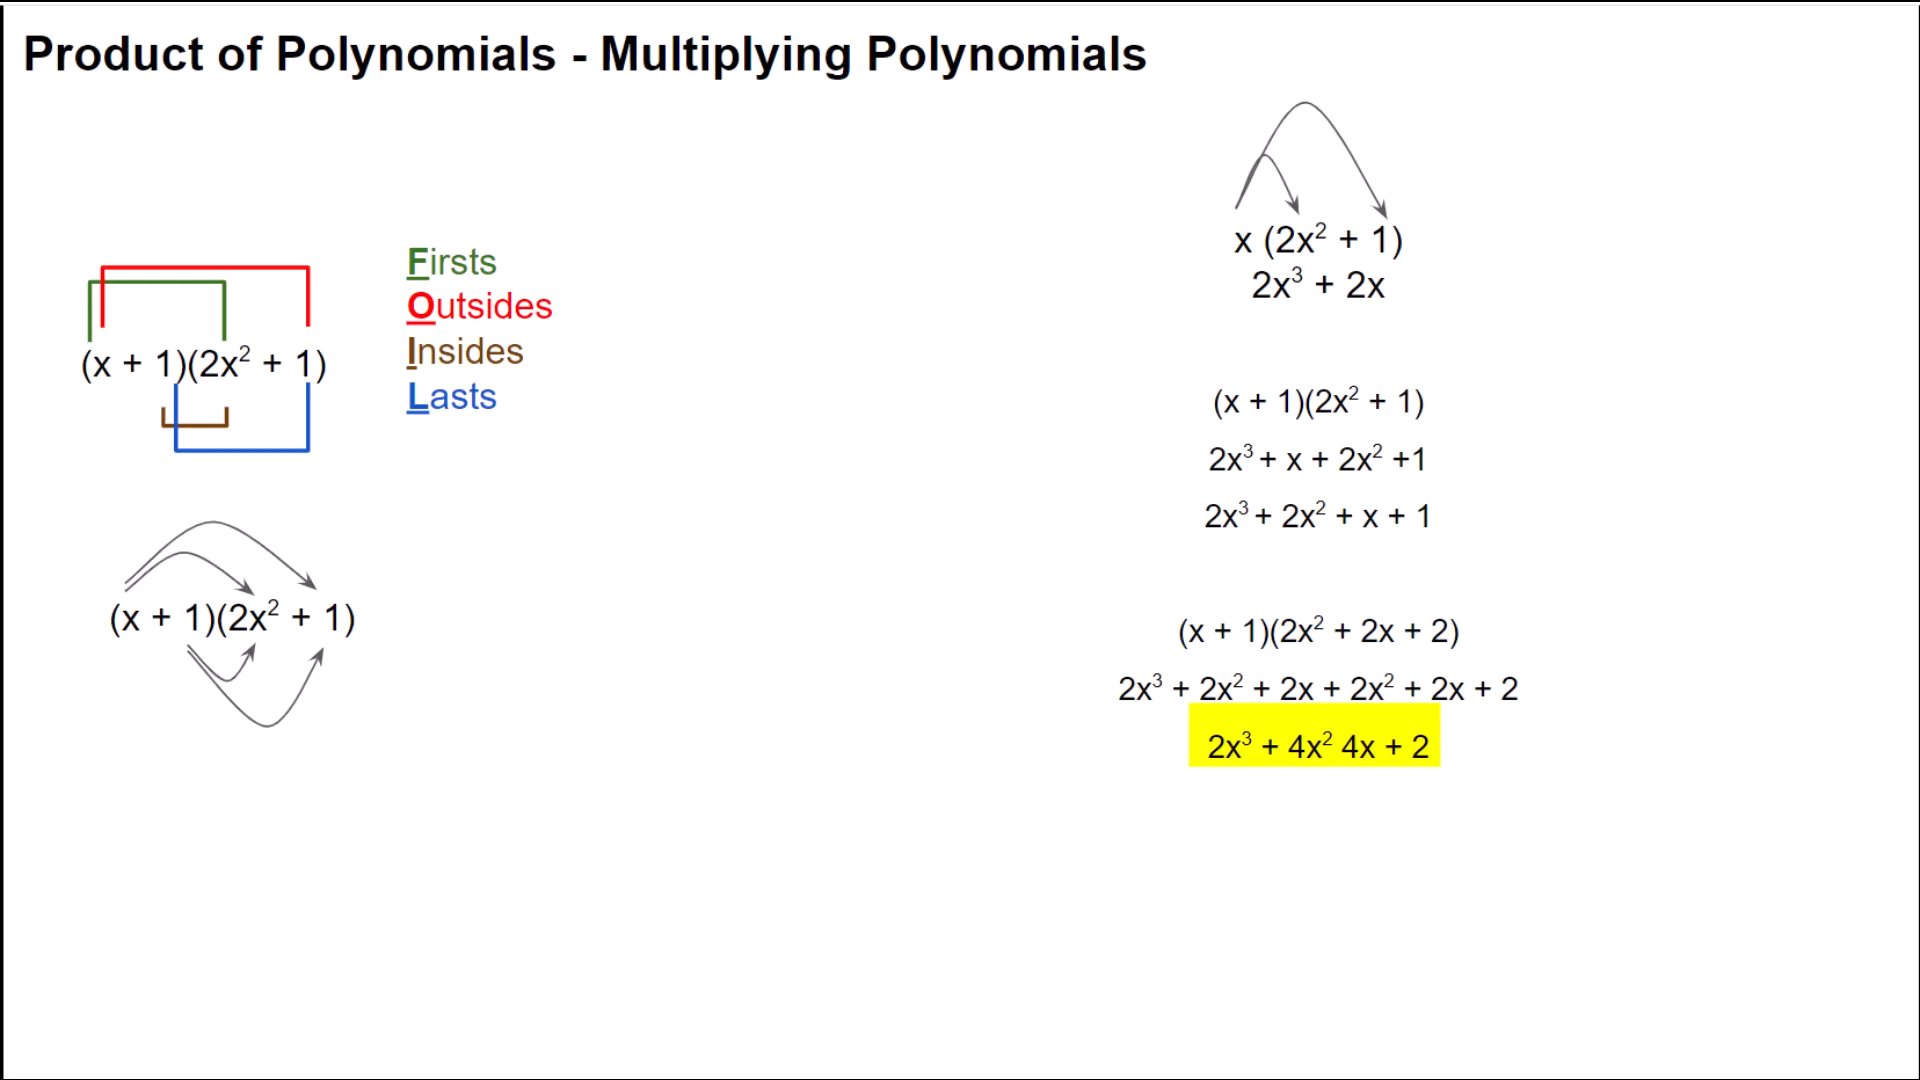 Product of Polynomials - Multiplying Polynomials
Firsts
Outsides
Insides
Lasts
(x + 1)(2x² + 1)
(x + 1)(2x² + 1)
x (2x² + 1)
2x³ + 2x
(x + 1)(2x² + 1)
2x³ + x + 2x² +1
2x³ + 2x² + x + 1
(x + 1)(2x² + 2x + 2)
2x³ + 2x² + 2x + 2x² + 2x + 2
2x³ + 4x² 4x + 2